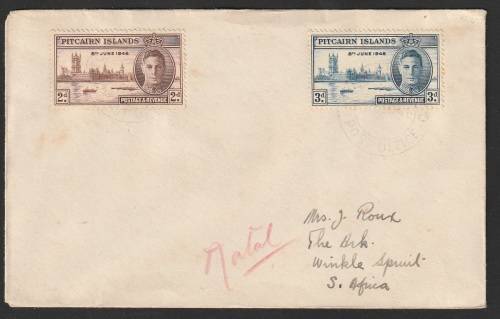 PITCAIRN ISLANDS
8TH JUNE 1946
2d. POSTAGE & REVENUE 2d.
PITCAIRN ISLANDS
8TH JUNE 1946
3d. POSTAGE & REVENUE 3d.
OFFICE
Natal
Mrs. J. Roux
The Ark.
Winkle Spruit
S. Africa